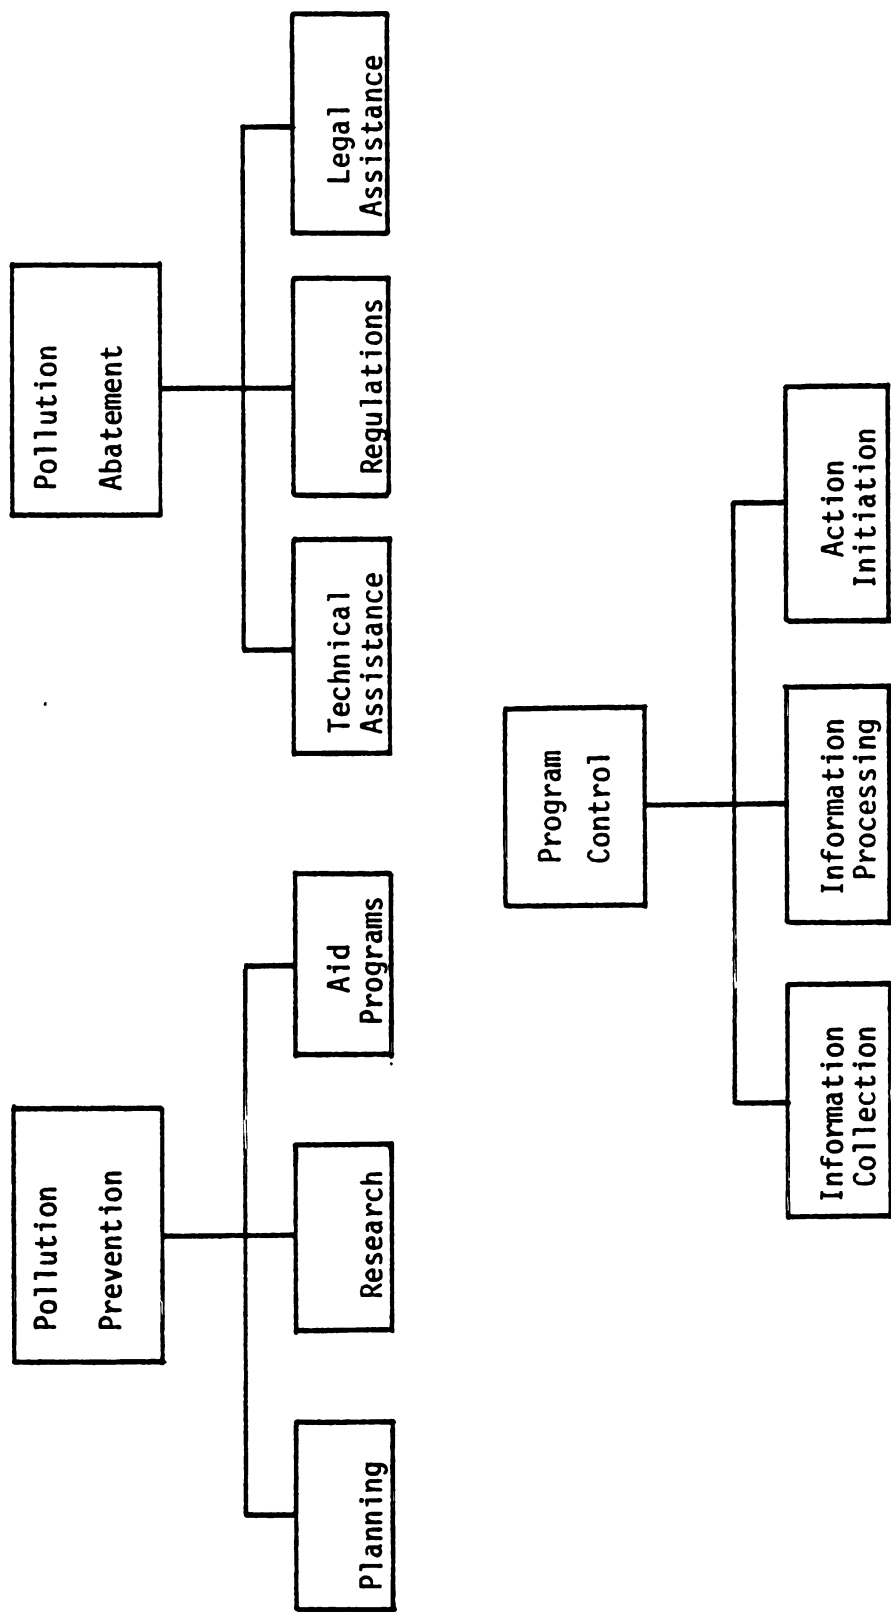 Pollution
Prevention
Planning
Research
Aid
Programs
Pollution
Abatement
Technical
Assistance
Regulations
Legal
Assistance
Program
Control
Information
Collection
Information
Processing
Action
Initiation